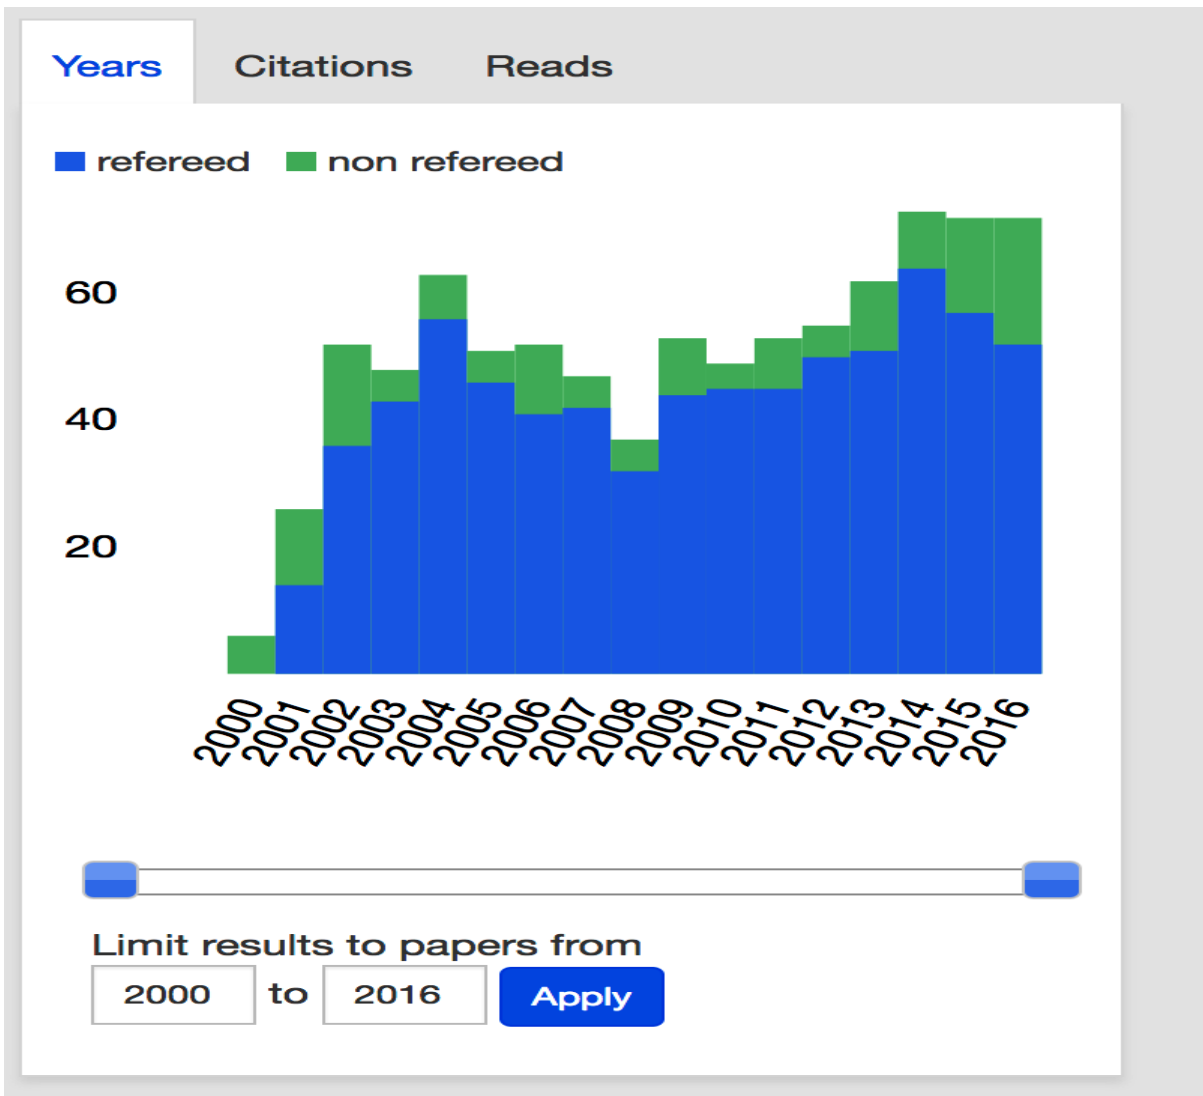 Years Citations Reads
refereed non refereed
60
40
20
2000 2001 2002 2003 2004 2005 2006 2007 2008 2009 2010 2011 2012 2013 2014 2015 2016
Limit results to papers from
2000 to 2016 Apply